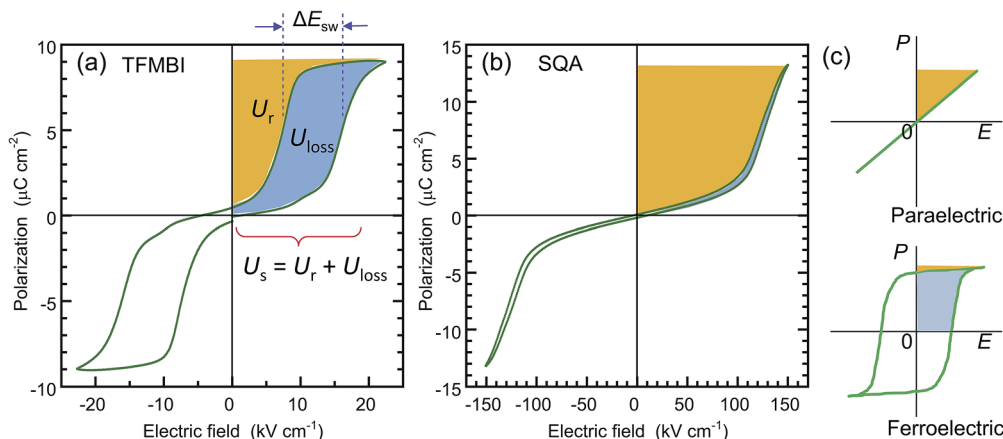 ΔE_sw
(a) TFMBI
U_r
U_loss
U_s = U_r + U_loss
Polarization (μC cm⁻²)
10
5
0
-5
-10
-20
-10
0
10
20
Electric field (kV cm⁻¹)
(b) SQA
Polarization (μC cm⁻²)
15
10
5
0
-5
-10
-15
-150
-100
-50
0
50
100
150
Electric field (kV cm⁻¹)
(c)
P
0
E
Paraelectric
P
0
E
Ferroelectric